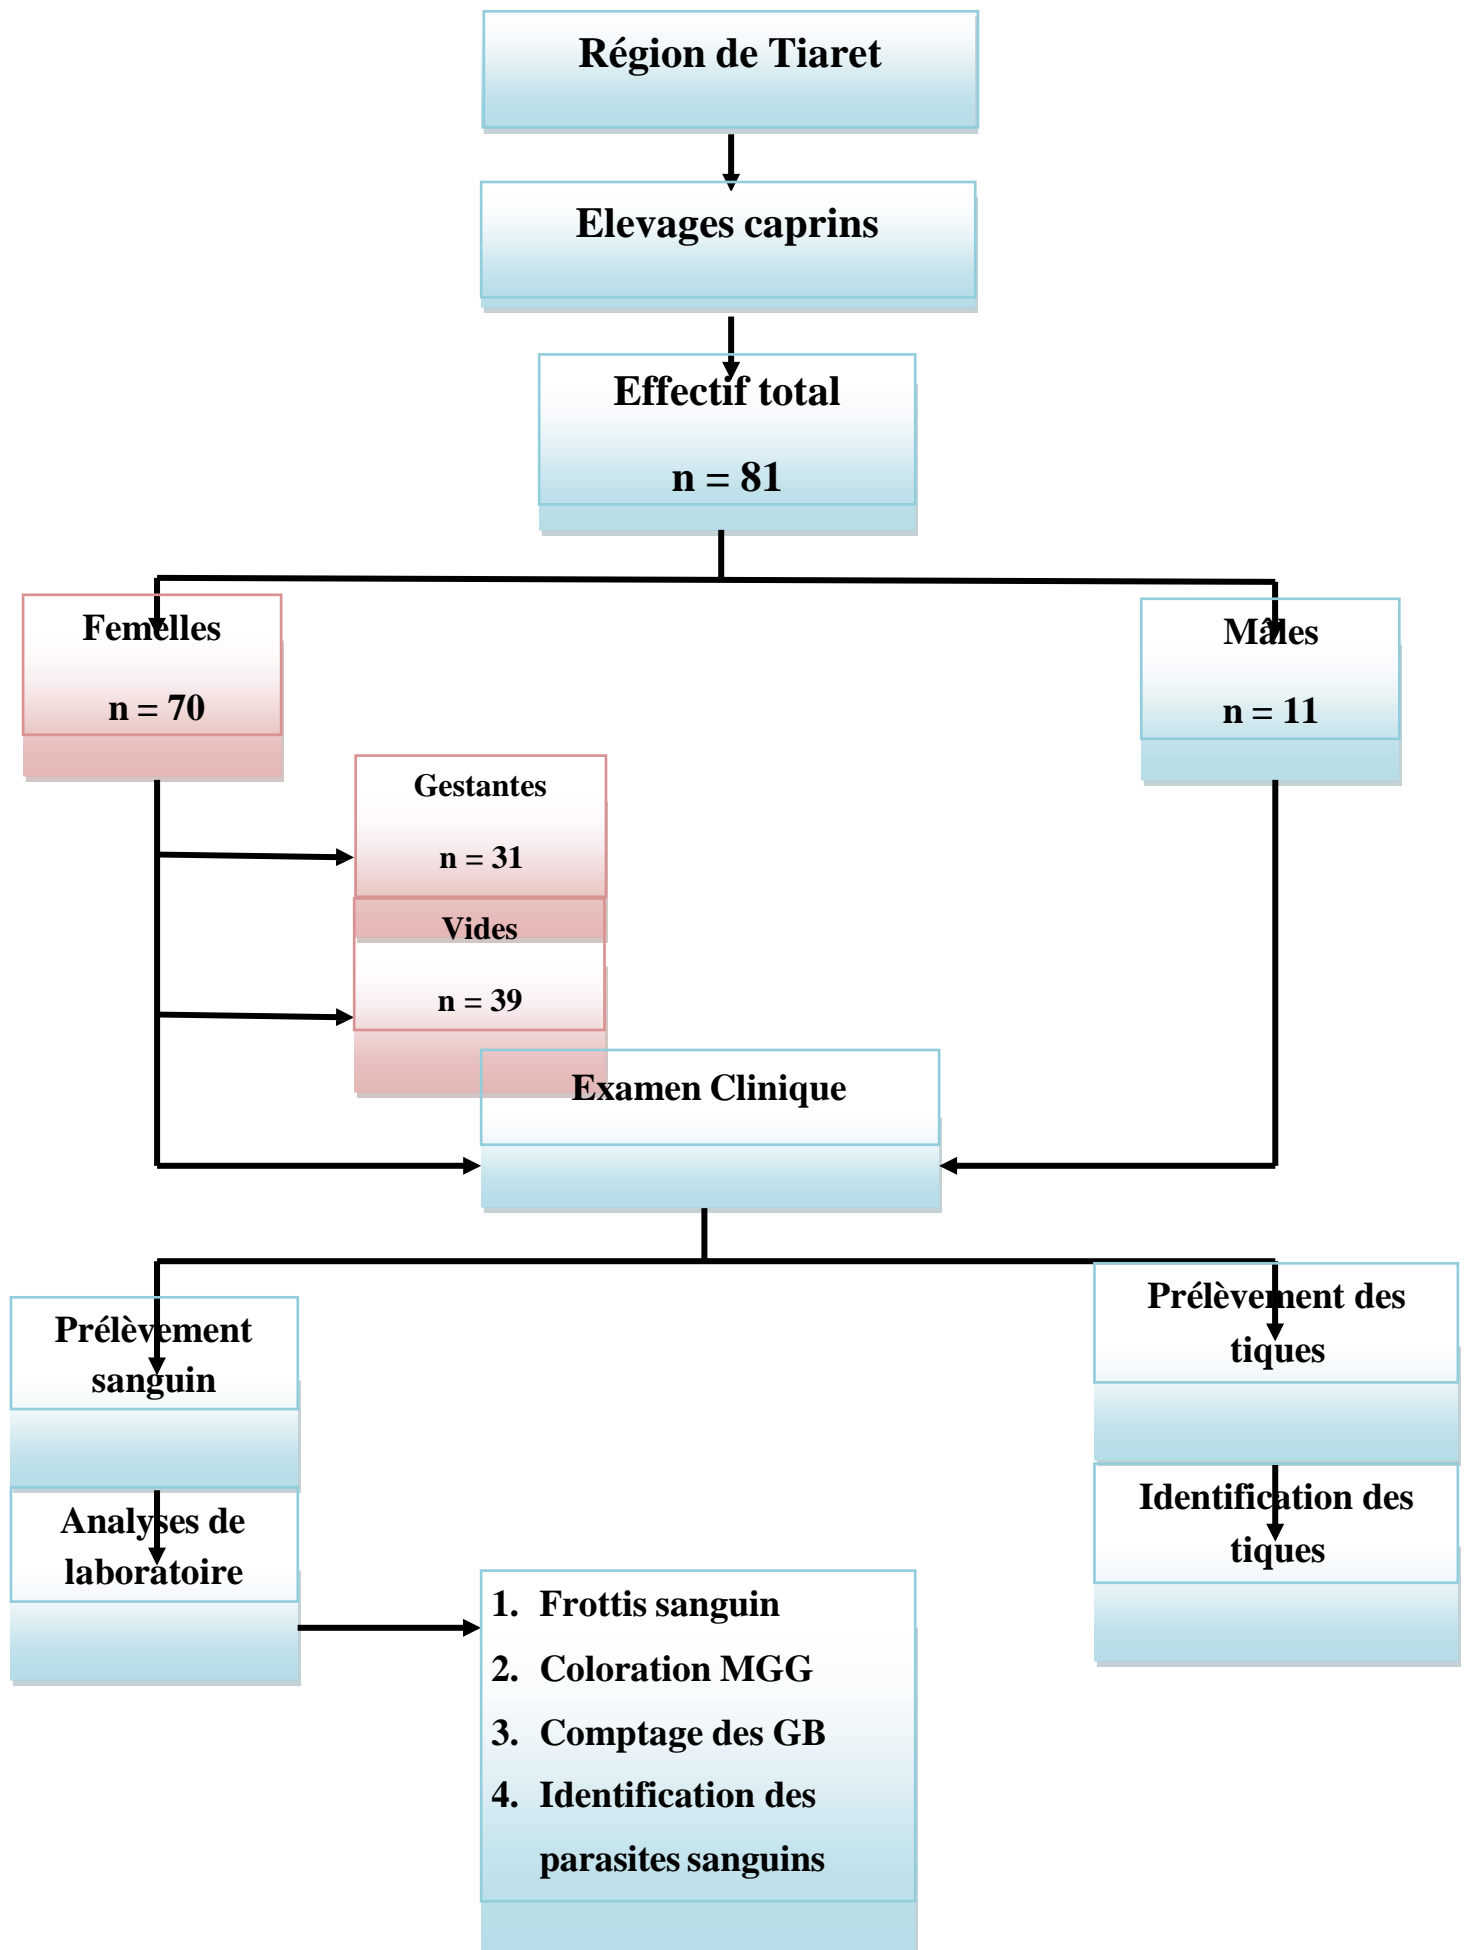 Région de Tiaret
Elevages caprins
Effectif total
n = 81
Femelles
n = 70
Mâles
n = 11
Gestantes
n = 31
Vides
n = 39
Examen Clinique
Prélèvement
sanguin
Prélèvement des
tiques
Analyses de
laboratoire
Identification des
tiques
1. Frottis sanguin
2. Coloration MGG
3. Comptage des GB
4. Identification des
parasites sanguins